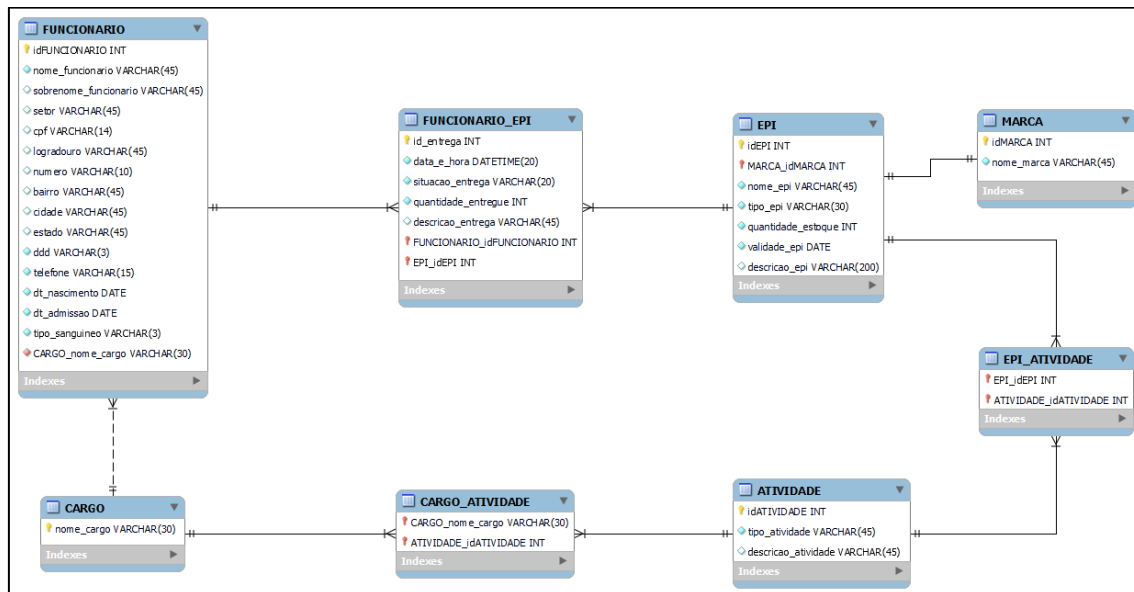 FUNCIONARIO
idFUNCIONARIO INT
nome_funcionario VARCHAR(45)
sobrenome_funcionario VARCHAR(45)
setor VARCHAR(45)
cpf VARCHAR(14)
logradouro VARCHAR(45)
numero VARCHAR(10)
bairro VARCHAR(45)
cidade VARCHAR(45)
estado VARCHAR(45)
ddd VARCHAR(3)
telefone VARCHAR(15)
dt_nascimento DATE
dt_admissao DATE
tipo_sanguineo VARCHAR(3)
CARGO_nome_cargo VARCHAR(30)
Indexes
FUNCIONARIO_EPI
id_entrega INT
data_e_hora DATETIME(20)
situacao_entrega VARCHAR(20)
quantidade_entregue INT
descricao_entrega VARCHAR(45)
FUNCIONARIO_idFUNCIONARIO INT
EPI_idEPI INT
Indexes
EPI
idEPI INT
MARCA_idMARCA INT
nome_epi VARCHAR(45)
tipo_epi VARCHAR(30)
quantidade_estoque INT
validade_epi DATE
descricao_epi VARCHAR(200)
Indexes
MARCA
idMARCA INT
nome_marca VARCHAR(45)
Indexes
EPI_ATIVIDADE
EPI_idEPI INT
ATIVIDADE_idATIVIDADE INT
Indexes
CARGO
nome_cargo VARCHAR(30)
Indexes
CARGO_ATIVIDADE
CARGO_nome_cargo VARCHAR(30)
ATIVIDADE_idATIVIDADE INT
Indexes
ATIVIDADE
idATIVIDADE INT
tipo_atividade VARCHAR(45)
descricao_atividade VARCHAR(45)
Indexes